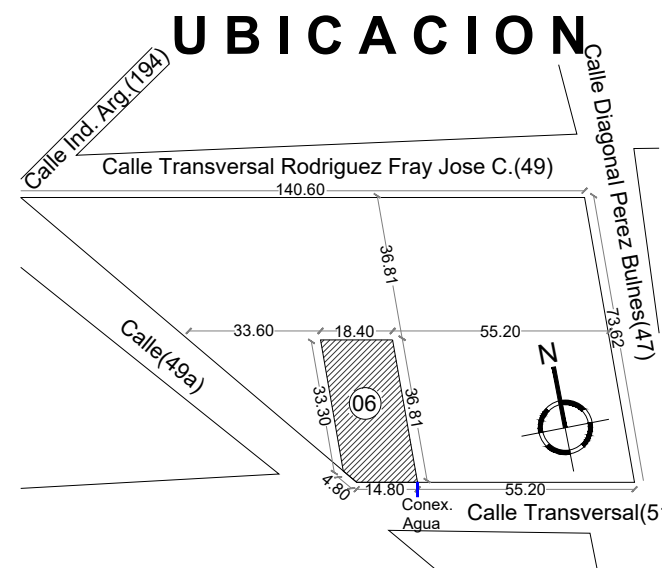 UBICACION
Calle Ind. Arg.(194)
Calle Diagonal Perez Bulnes(47)
Calle Transversal Rodriguez Fray Jose C.(49)
140.60
36.81
73.62
33.60
18.40
55.20
Calle(49a)
33.30
06
36.81
N
4.80
14.80
55.20
Conex.
Agua
Calle Transversal(5